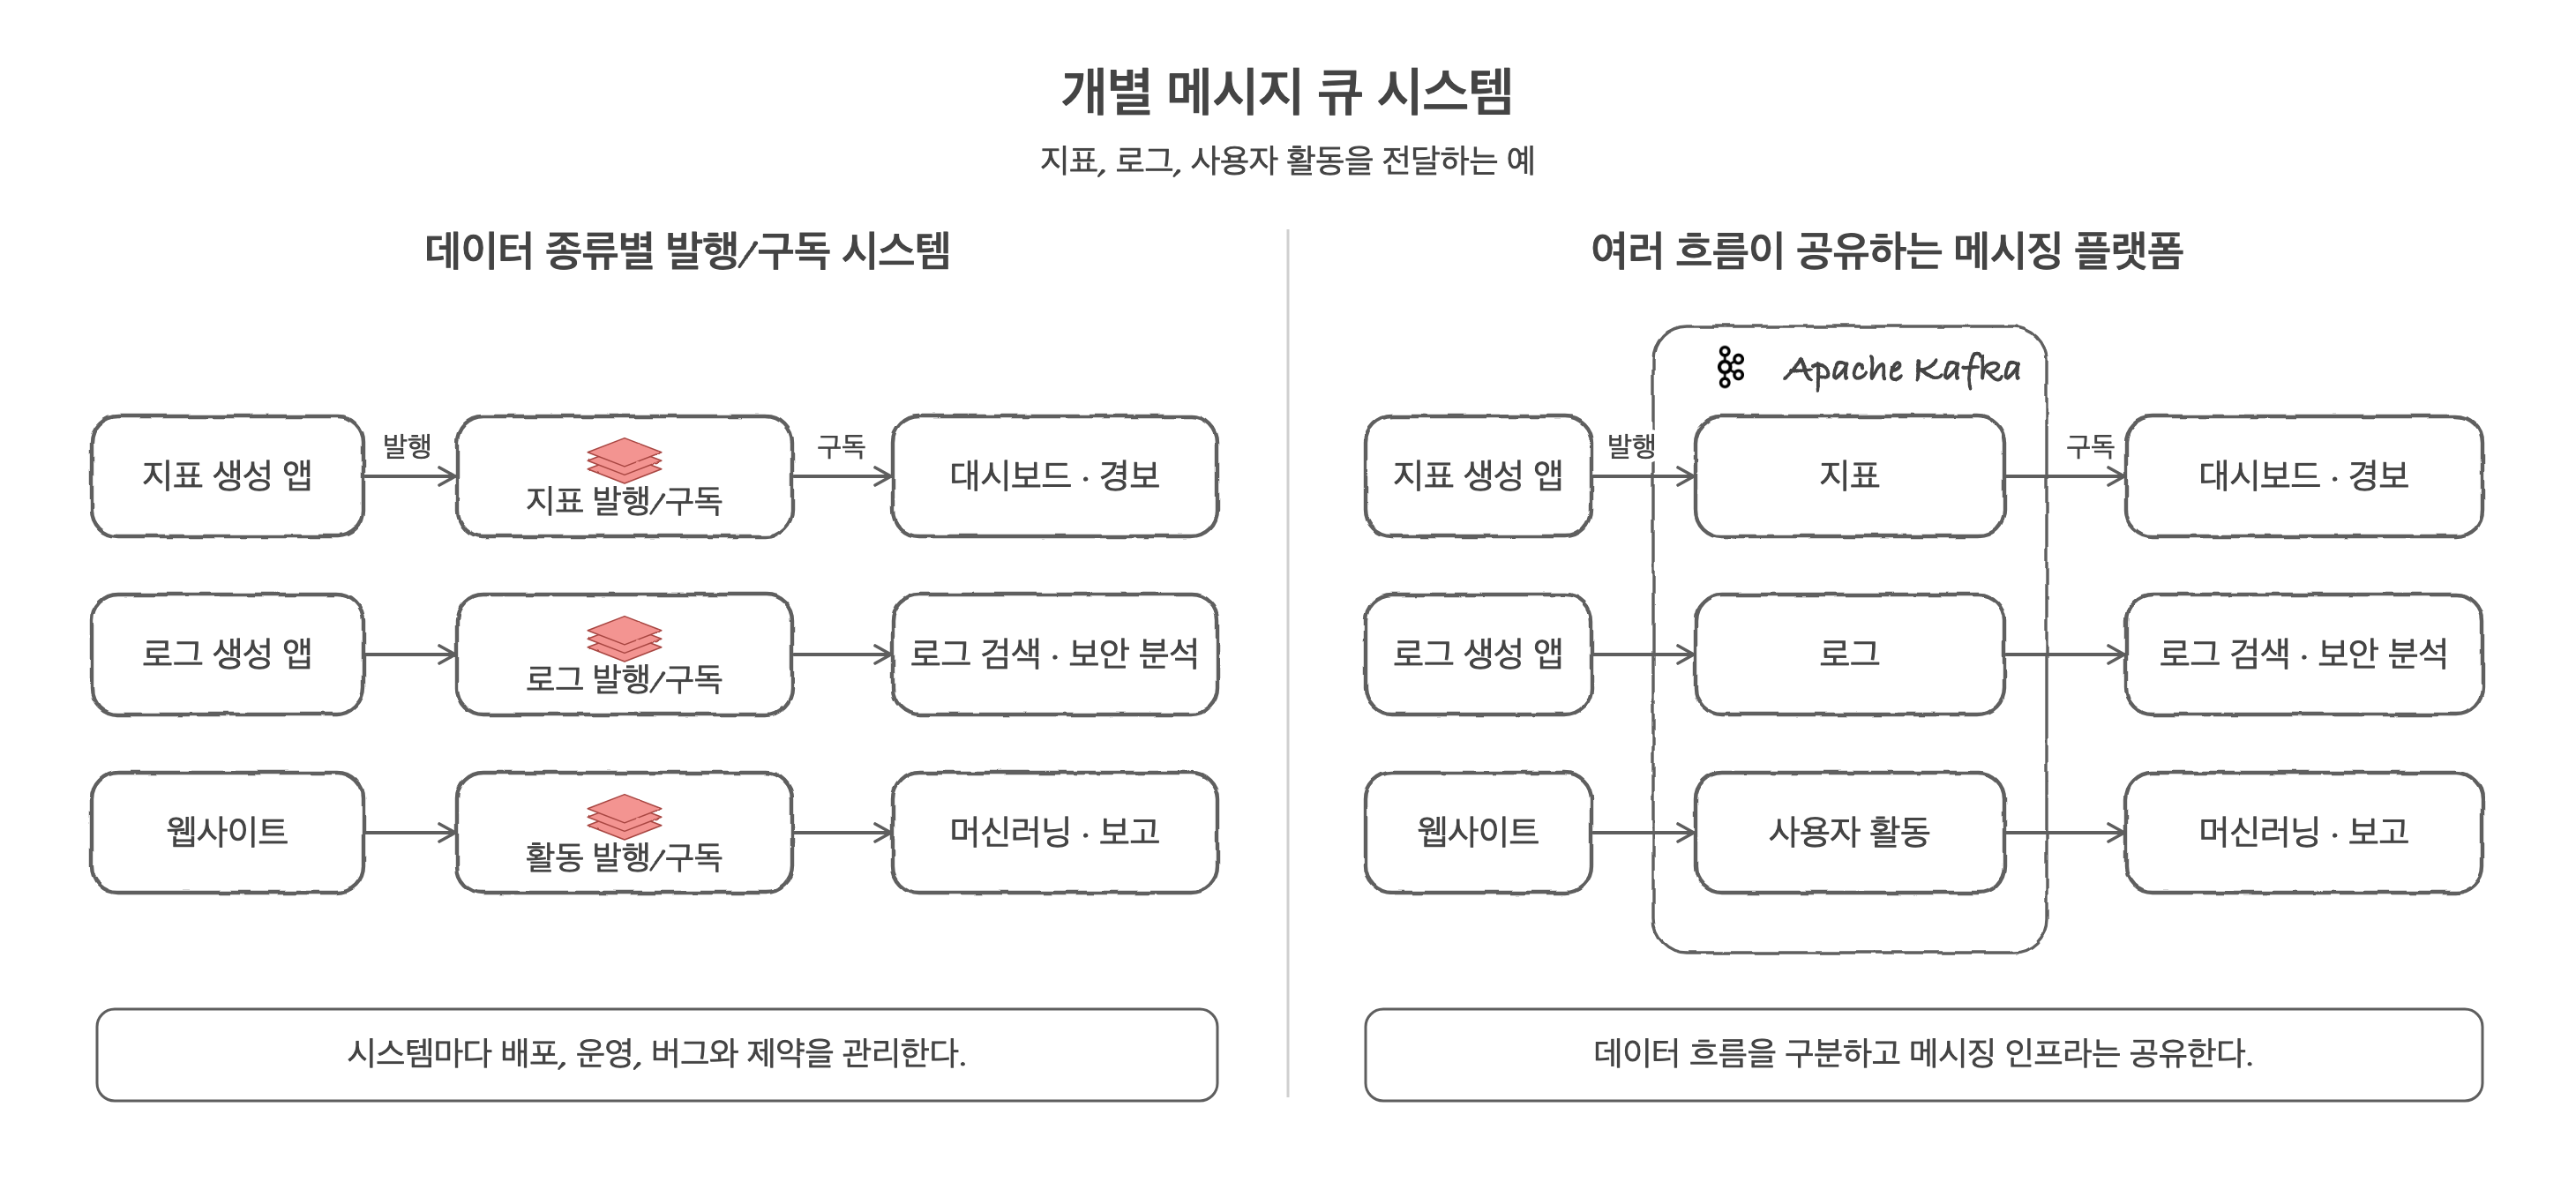 개별 메시지 큐 시스템
지표, 로그, 사용자 활동을 전달하는 예
데이터 종류별 발행/구독 시스템
지표 생성 앱
발행
지표 발행/구독
구독
대시보드 · 경보
로그 생성 앱
로그 발행/구독
로그 검색 · 보안 분석
웹사이트
활동 발행/구독
머신러닝 · 보고
시스템마다 배포, 운영, 버그와 제약을 관리한다.
여러 흐름이 공유하는 메시징 플랫폼
Apache Kafka
지표 생성 앱
발행
지표
구독
대시보드 · 경보
로그 생성 앱
로그
로그 검색 · 보안 분석
웹사이트
사용자 활동
머신러닝 · 보고
데이터 흐름을 구분하고 메시징 인프라는 공유한다.